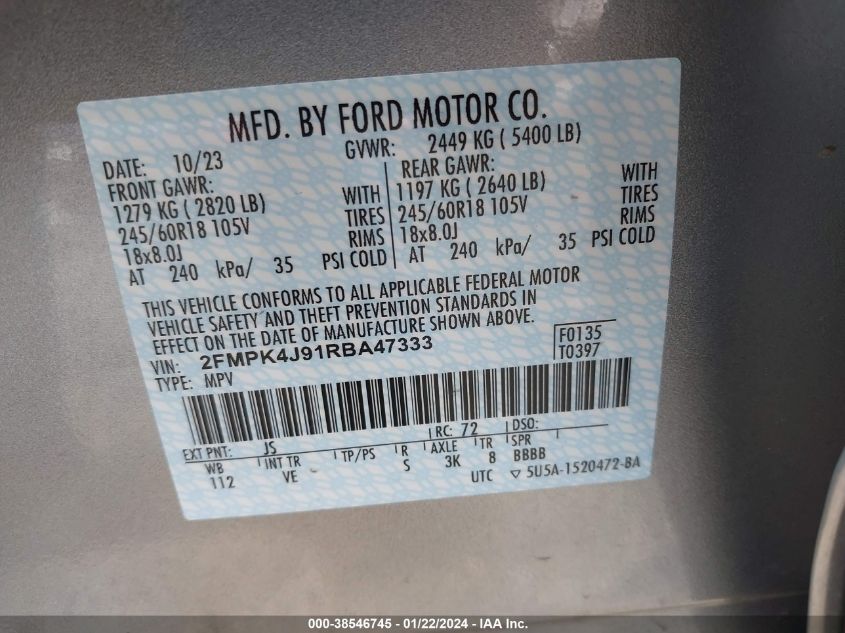 MFD. BY FORD MOTOR CO.
DATE: 10/23 GVWR: 2449 KG ( 5400 LB)
FRONT GAWR: REAR GAWR:
1279 KG ( 2820 LB) WITH 1197 KG ( 2640 LB) WITH
245/60R18 105V TIRES 245/60R18 105V TIRES
18x8.0J RIMS 18x8.0J RIMS
AT 240 kPa/ 35 PSI COLD AT 240 kPa/ 35 PSI COLD
THIS VEHICLE CONFORMS TO ALL APPLICABLE FEDERAL MOTOR
VEHICLE SAFETY AND THEFT PREVENTION STANDARDS IN
EFFECT ON THE DATE OF MANUFACTURE SHOWN ABOVE.
VIN: 2FMPK4J91RBA47333 F0135
TYPE: MPV T0397
EXT PNT: JS RC: 72 DSO:
WB INT TR TP/PS R AXLE TR SPR
112 VE S 3K 8 BBBB
UTC ▽ 5U5A-1520472-BA
000-38546745 - 01/22/2024 - IAA Inc.